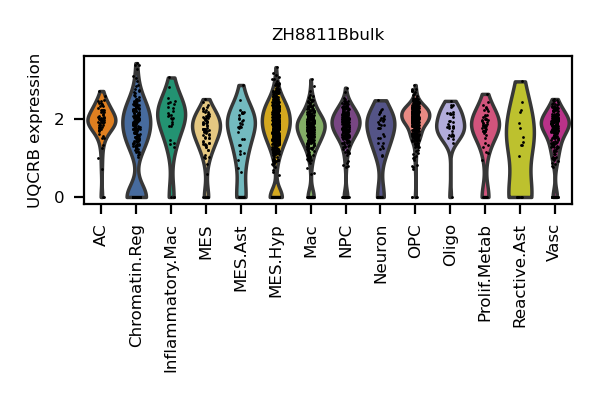 ZH8811Bbulk
UQCRB expression
2
0
AC
Chromatin.Reg
Inflammatory.Mac
MES
MES.Ast
MES.Hyp
Mac
NPC
Neuron
OPC
Oligo
Prolif.Metab
Reactive.Ast
Vasc